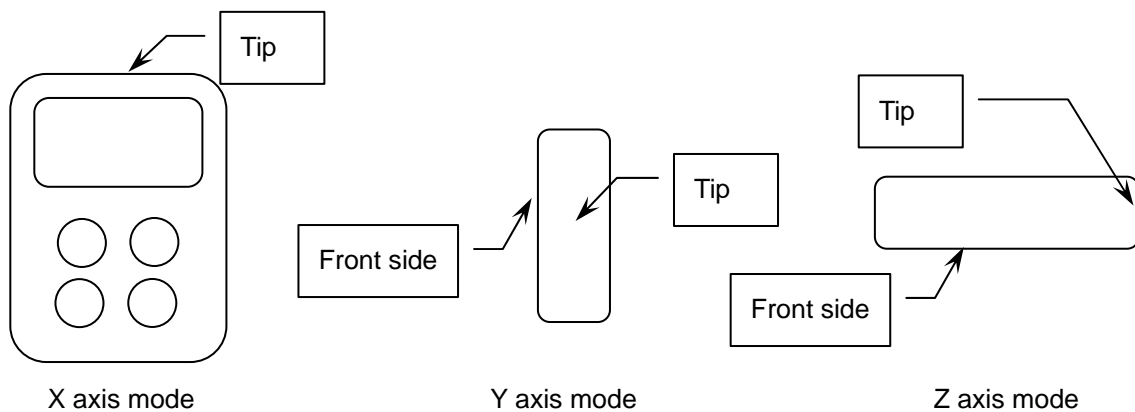 Tip
Tip
Tip
Front side
Front side
X axis mode
Y axis mode
Z axis mode